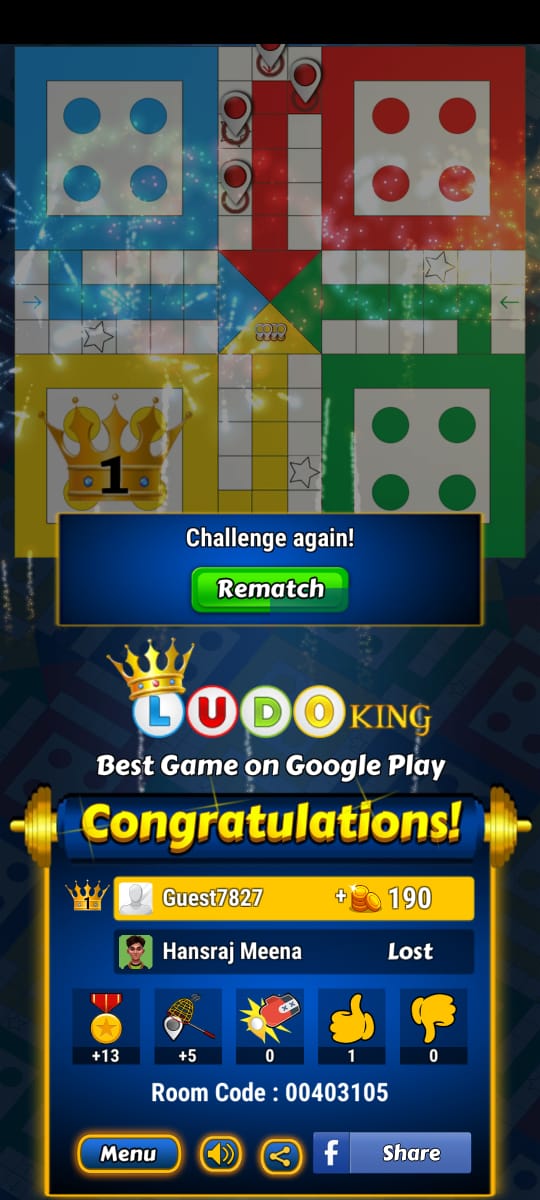 1
Challenge again!
Rematch
LUDO KING
Best Game on Google Play
Congratulations!
1 Guest7827 + 190
Hansraj Meena Lost
+13 +5 0 1 0
Room Code : 00403105
Menu f Share